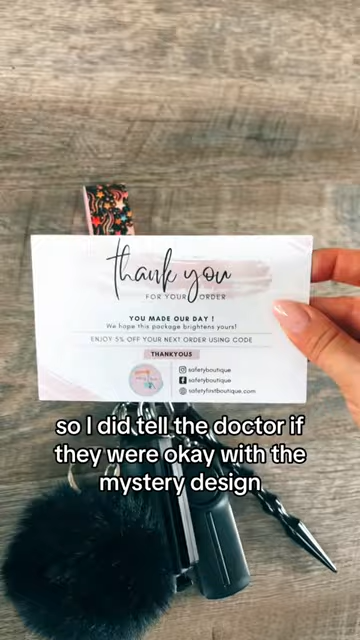 thank you
FOR YOUR ORDER
YOU MADE OUR DAY !
We hope this package brightens yours!
ENJOY 5% OFF YOUR NEXT ORDER USING CODE
THANKYOU5
safetyboutique
safetyboutique
safetyfirstboutique.com
so I did tell the doctor if
they were okay with the
mystery design